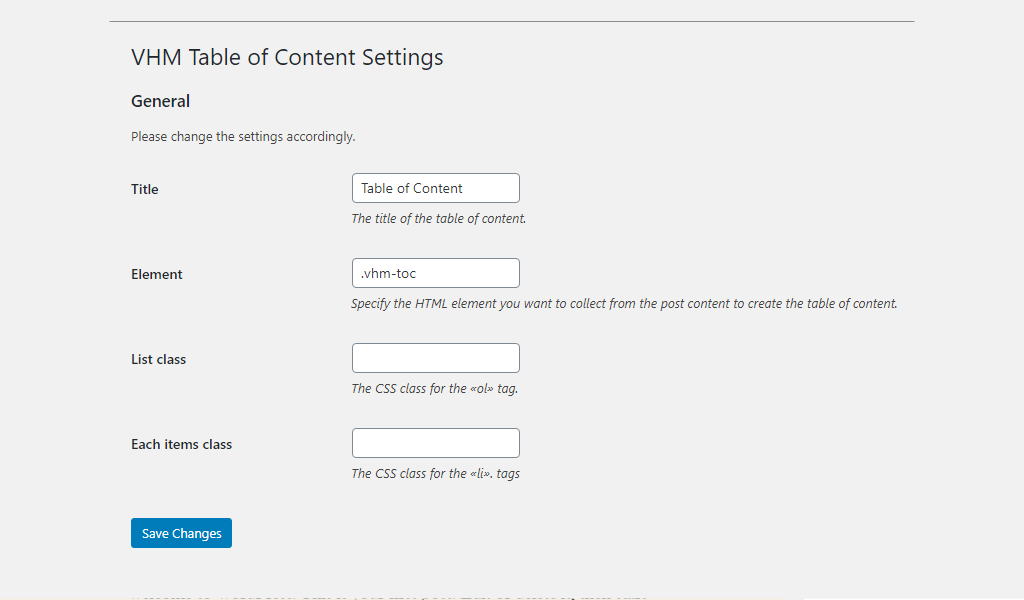 VHM Table of Content Settings
General
Please change the settings accordingly.
Title
Table of Content
The title of the table of content.
Element
.vhm-toc
Specify the HTML element you want to collect from the post content to create the table of content.
List class
The CSS class for the «ol» tag.
Each items class
The CSS class for the «li». tags
Save Changes